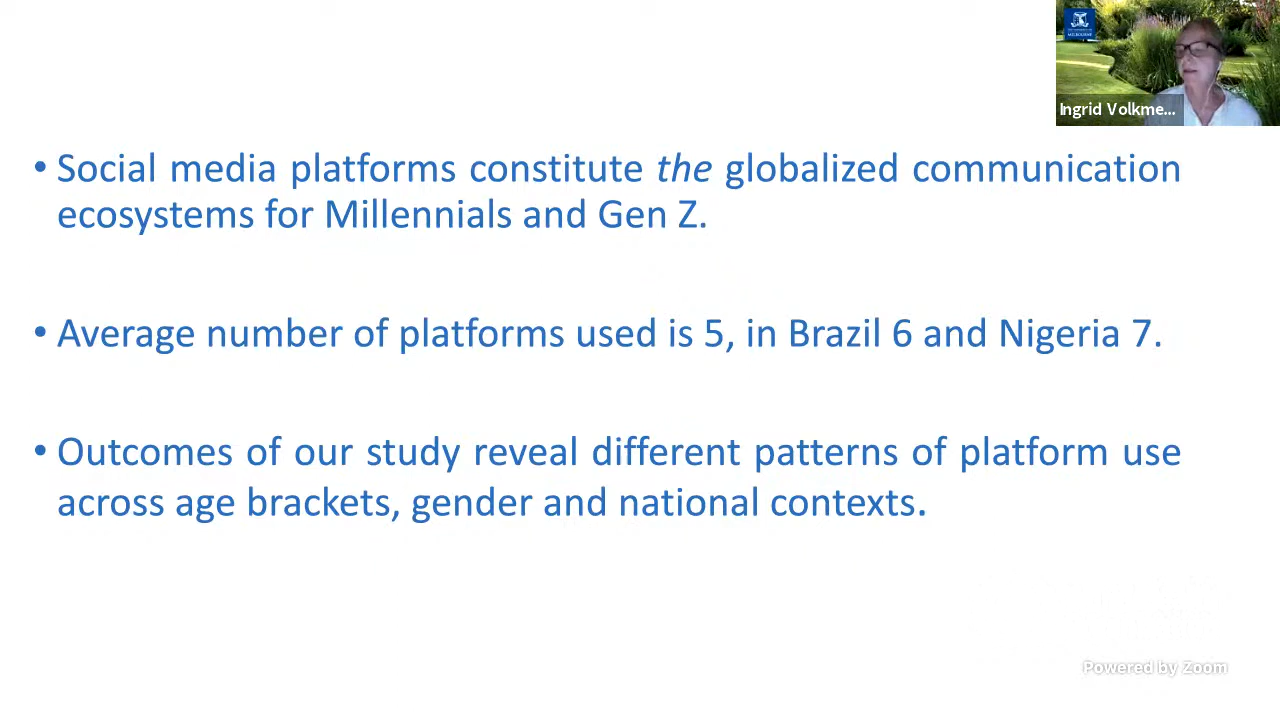 MELBOURNE
Ingrid Volkme...
• Social media platforms constitute the globalized communication
ecosystems for Millennials and Gen Z.
• Average number of platforms used is 5, in Brazil 6 and Nigeria 7.
• Outcomes of our study reveal different patterns of platform use
across age brackets, gender and national contexts.
Powered by Zoom